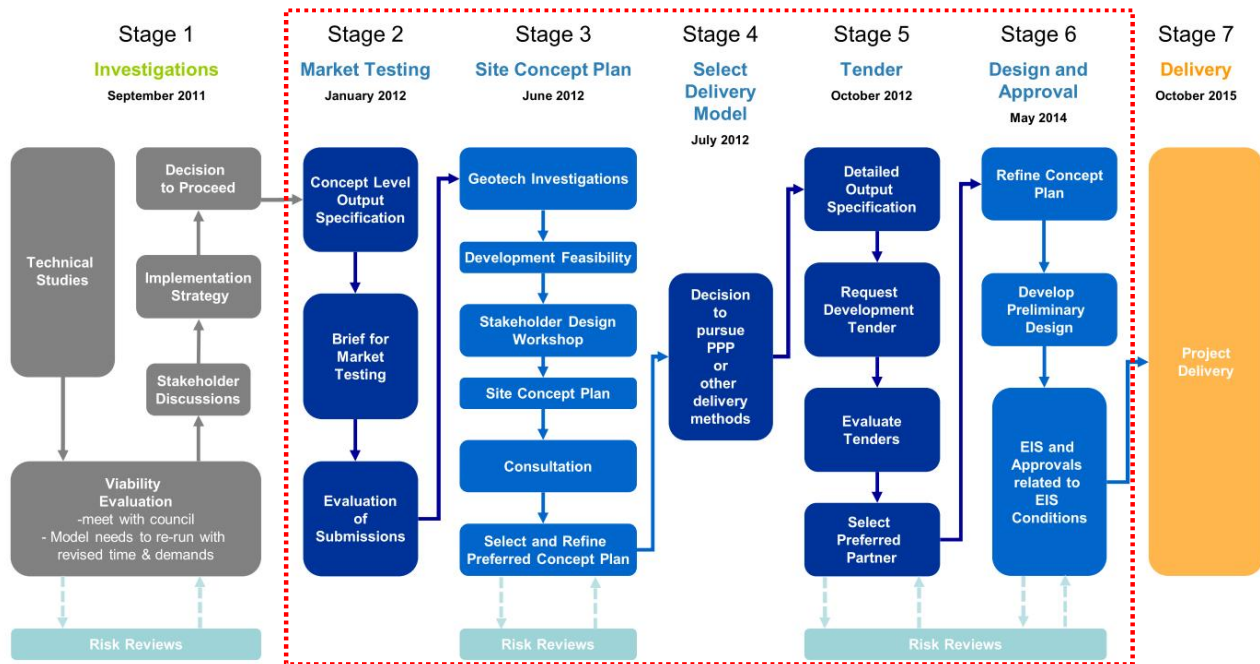 Stage 1
Investigations
September 2011
Technical
Studies
Decision
to Proceed
Implementation
Strategy
Stakeholder
Discussions
Viability
Evaluation
-meet with council
- Model needs to re-run with
revised time & demands
Risk Reviews
Stage 2
Market Testing
January 2012
Concept Level
Output
Specification
Brief for
Market
Testing
Evaluation
of
Submissions
Stage 3
Site Concept Plan
June 2012
Geotech Investigations
Development Feasibility
Stakeholder Design
Workshop
Site Concept Plan
Consultation
Select and Refine
Preferred Concept Plan
Risk Reviews
Stage 4
Select
Delivery
Model
July 2012
Decision
to
pursue
PPP
or
other
delivery
methods
Stage 5
Tender
October 2012
Detailed
Output
Specification
Request
Development
Tender
Evaluate
Tenders
Select
Preferred
Partner
Stage 6
Design and
Approval
May 2014
Refine Concept
Plan
Develop
Preliminary
Design
EIS and
Approvals
related to
EIS
Conditions
Risk Reviews
Stage 7
Delivery
October 2015
Project
Delivery